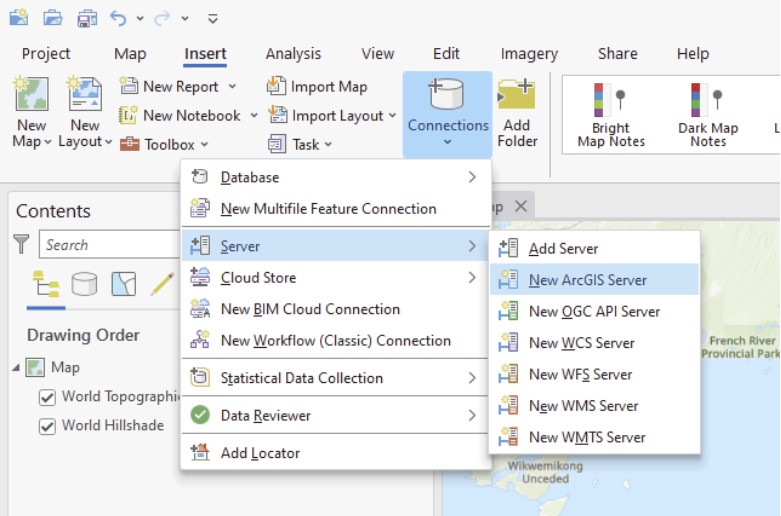 Project Map Insert Analysis View Edit Imagery Share Help
New Map
New Layout
New Report
New Notebook
Toolbox
Import Map
Import Layout
Task
Connections
Add Folder
Bright Map Notes
Dark Map Notes
Database
New Multifile Feature Connection
Server
Cloud Store
New BIM Cloud Connection
New Workflow (Classic) Connection
Statistical Data Collection
Data Reviewer
Add Locator
Add Server
New ArcGIS Server
New OGC API Server
New WCS Server
New WFS Server
New WMS Server
New WMTS Server
Contents
Search
Drawing Order
Map
World Topographi
World Hillshade
French River
Provincial Park
Wikwemikong
Unceded